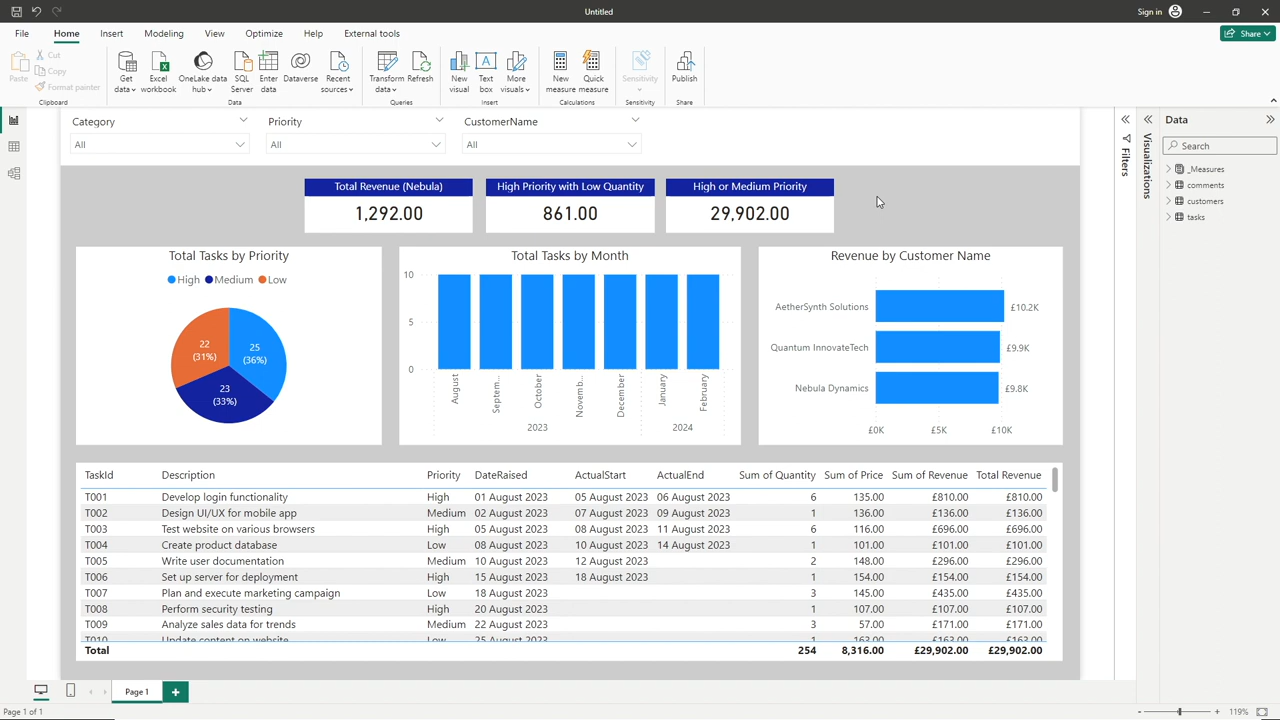 Untitled
Sign in
File Home Insert Modeling View Optimize Help External tools
Share
Paste
Cut
Copy
Format painter
Clipboard
Get data
Excel workbook
OneLake data hub
SQL Server
Enter data
Dataverse
Recent sources
Data
Transform data
Refresh
Queries
New visual
Text box
More visuals
Insert
New measure
Quick measure
Calculations
Sensitivity
Sensitivity
Publish
Share
Category
All
Priority
All
CustomerName
All
Total Revenue (Nebula)
1,292.00
High Priority with Low Quantity
861.00
High or Medium Priority
29,902.00
Total Tasks by Priority
High Medium Low
22 (31%)
25 (36%)
23 (33%)
Total Tasks by Month
10
5
0
August
Septem...
October
Novemb...
December
January
February
2023
2024
Revenue by Customer Name
AetherSynth Solutions £10.2K
Quantum InnovateTech £9.9K
Nebula Dynamics £9.8K
£0K £5K £10K
TaskId Description Priority DateRaised ActualStart ActualEnd Sum of Quantity Sum of Price Sum of Revenue Total Revenue
T001 Develop login functionality High 01 August 2023 05 August 2023 06 August 2023 6 135.00 £810.00 £810.00
T002 Design UI/UX for mobile app Medium 02 August 2023 07 August 2023 09 August 2023 1 136.00 £136.00 £136.00
T003 Test website on various browsers High 05 August 2023 08 August 2023 11 August 2023 6 116.00 £696.00 £696.00
T004 Create product database Low 08 August 2023 10 August 2023 14 August 2023 1 101.00 £101.00 £101.00
T005 Write user documentation Medium 10 August 2023 12 August 2023 2 148.00 £296.00 £296.00
T006 Set up server for deployment High 15 August 2023 18 August 2023 1 154.00 £154.00 £154.00
T007 Plan and execute marketing campaign Low 18 August 2023 3 145.00 £435.00 £435.00
T008 Perform security testing High 20 August 2023 1 107.00 £107.00 £107.00
T009 Analyze sales data for trends Medium 22 August 2023 3 57.00 £171.00 £171.00
T010 Update content on website Low 25 August 2023 1 163.00 £163.00 £163.00
Total 254 8,316.00 £29,902.00 £29,902.00
Filters
Visualizations
Data
Search
_Measures
comments
customers
tasks
Page 1
Page 1 of 1
119%